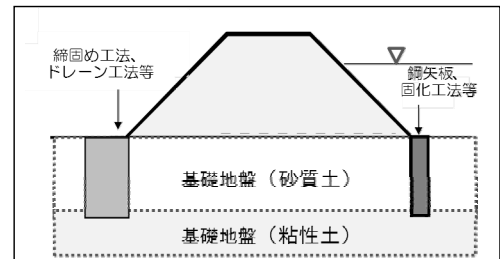 締固め工法、
ドレーン工法等
鋼矢板、
固化工法等
基礎地盤（砂質土）
基礎地盤（粘性土）